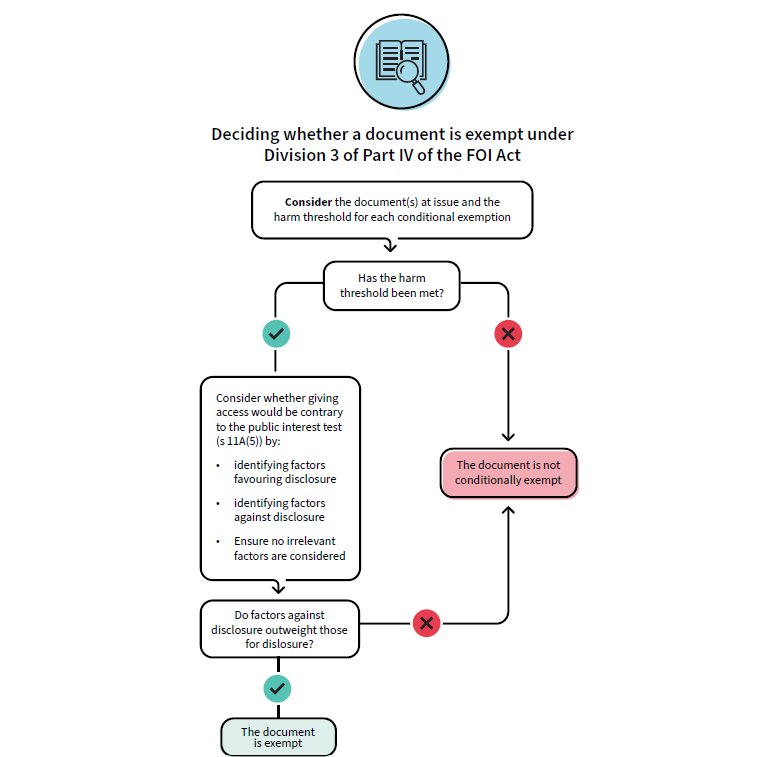 Deciding whether a document is exempt under
Division 3 of Part IV of the FOI Act
Consider the document(s) at issue and the
harm threshold for each conditional exemption
Has the harm
threshold been met?
Consider whether giving
access would be contrary
to the public interest test
(s 11A(5)) by:
• identifying factors
favouring disclosure
• identifying factors
against disclosure
• Ensure no irrelevant
factors are considered
The document is not
conditionally exempt
Do factors against
disclosure outweight those
for dislosure?
The document
is exempt